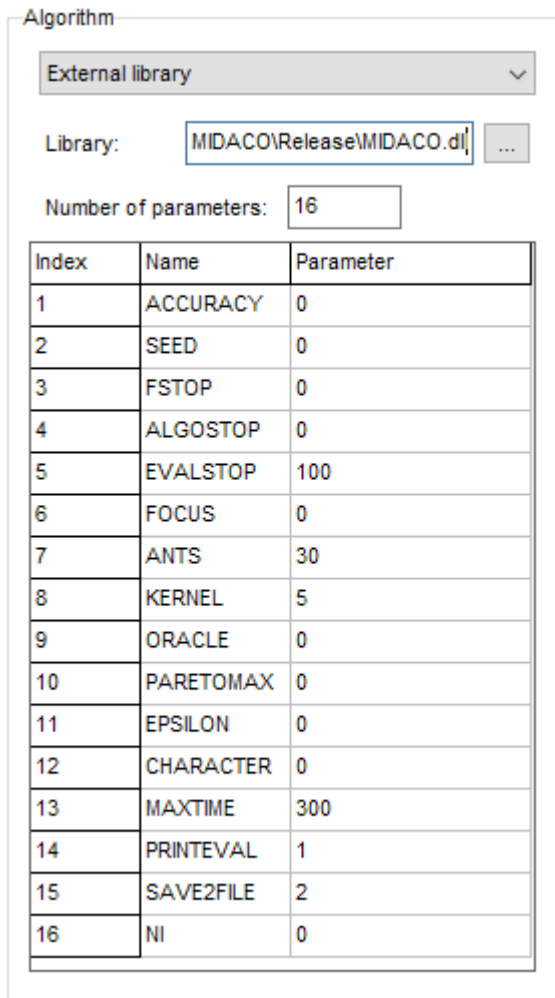 Algorithm
External library
Library: MIDACO\Release\MIDACO.dl ...
Number of parameters: 16
Index Name Parameter
1 ACCURACY 0
2 SEED 0
3 FSTOP 0
4 ALGOSTOP 0
5 EVALSTOP 100
6 FOCUS 0
7 ANTS 30
8 KERNEL 5
9 ORACLE 0
10 PARETOMAX 0
11 EPSILON 0
12 CHARACTER 0
13 MAXTIME 300
14 PRINTEVAL 1
15 SAVE2FILE 2
16 NI 0